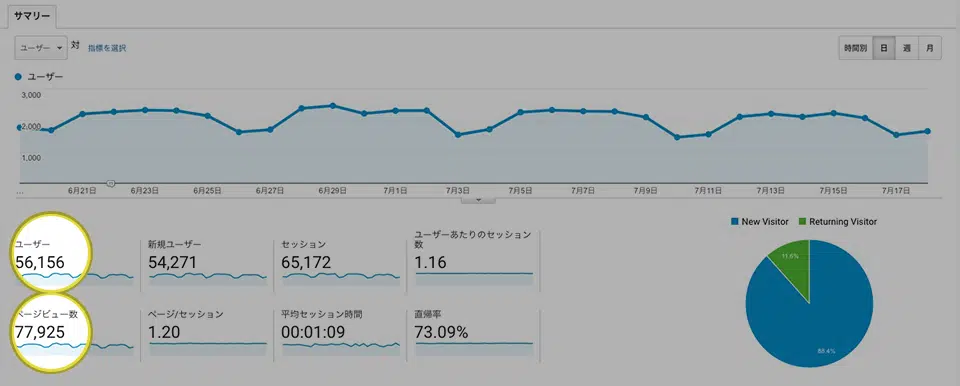 サマリー
ユーザー 対 指標を選択
時間別 日 週 月
ユーザー
3,000
2,000
1,000
... 6月21日 6月23日 6月25日 6月27日 6月29日 7月1日 7月3日 7月5日 7月7日 7月9日 7月11日 7月13日 7月15日 7月17日
ユーザー
56,156
新規ユーザー
54,271
セッション
65,172
ユーザーあたりのセッション
数
1.16
ページビュー数
77,925
ページ/セッション
1.20
平均セッション時間
00:01:09
直帰率
73.09%
New Visitor Returning Visitor
11.6%
88.4%